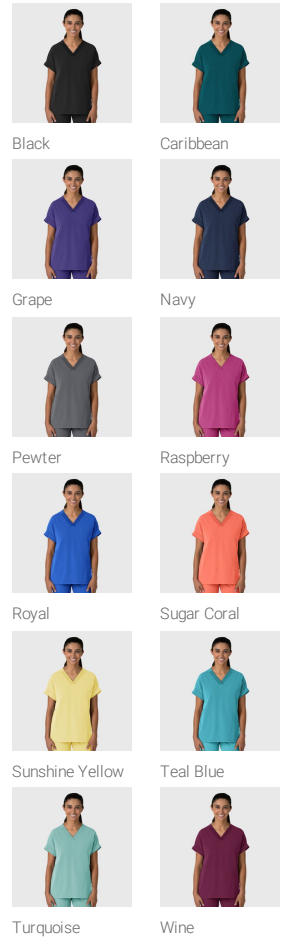 Black
Caribbean
Grape
Navy
Pewter
Raspberry
Royal
Sugar Coral
Sunshine Yellow
Teal Blue
Turquoise
Wine